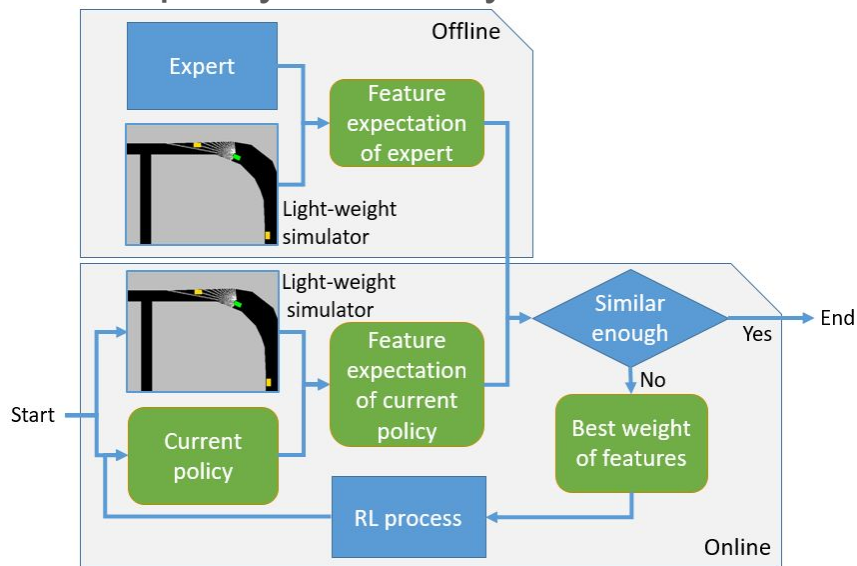 Offline
Expert
Feature
expectation
of expert
Light-weight
simulator
Light-weight
simulator
Similar
enough
Yes
End
Feature
expectation
of current
policy
No
Start
Current
policy
Best weight
of features
RL process
Online